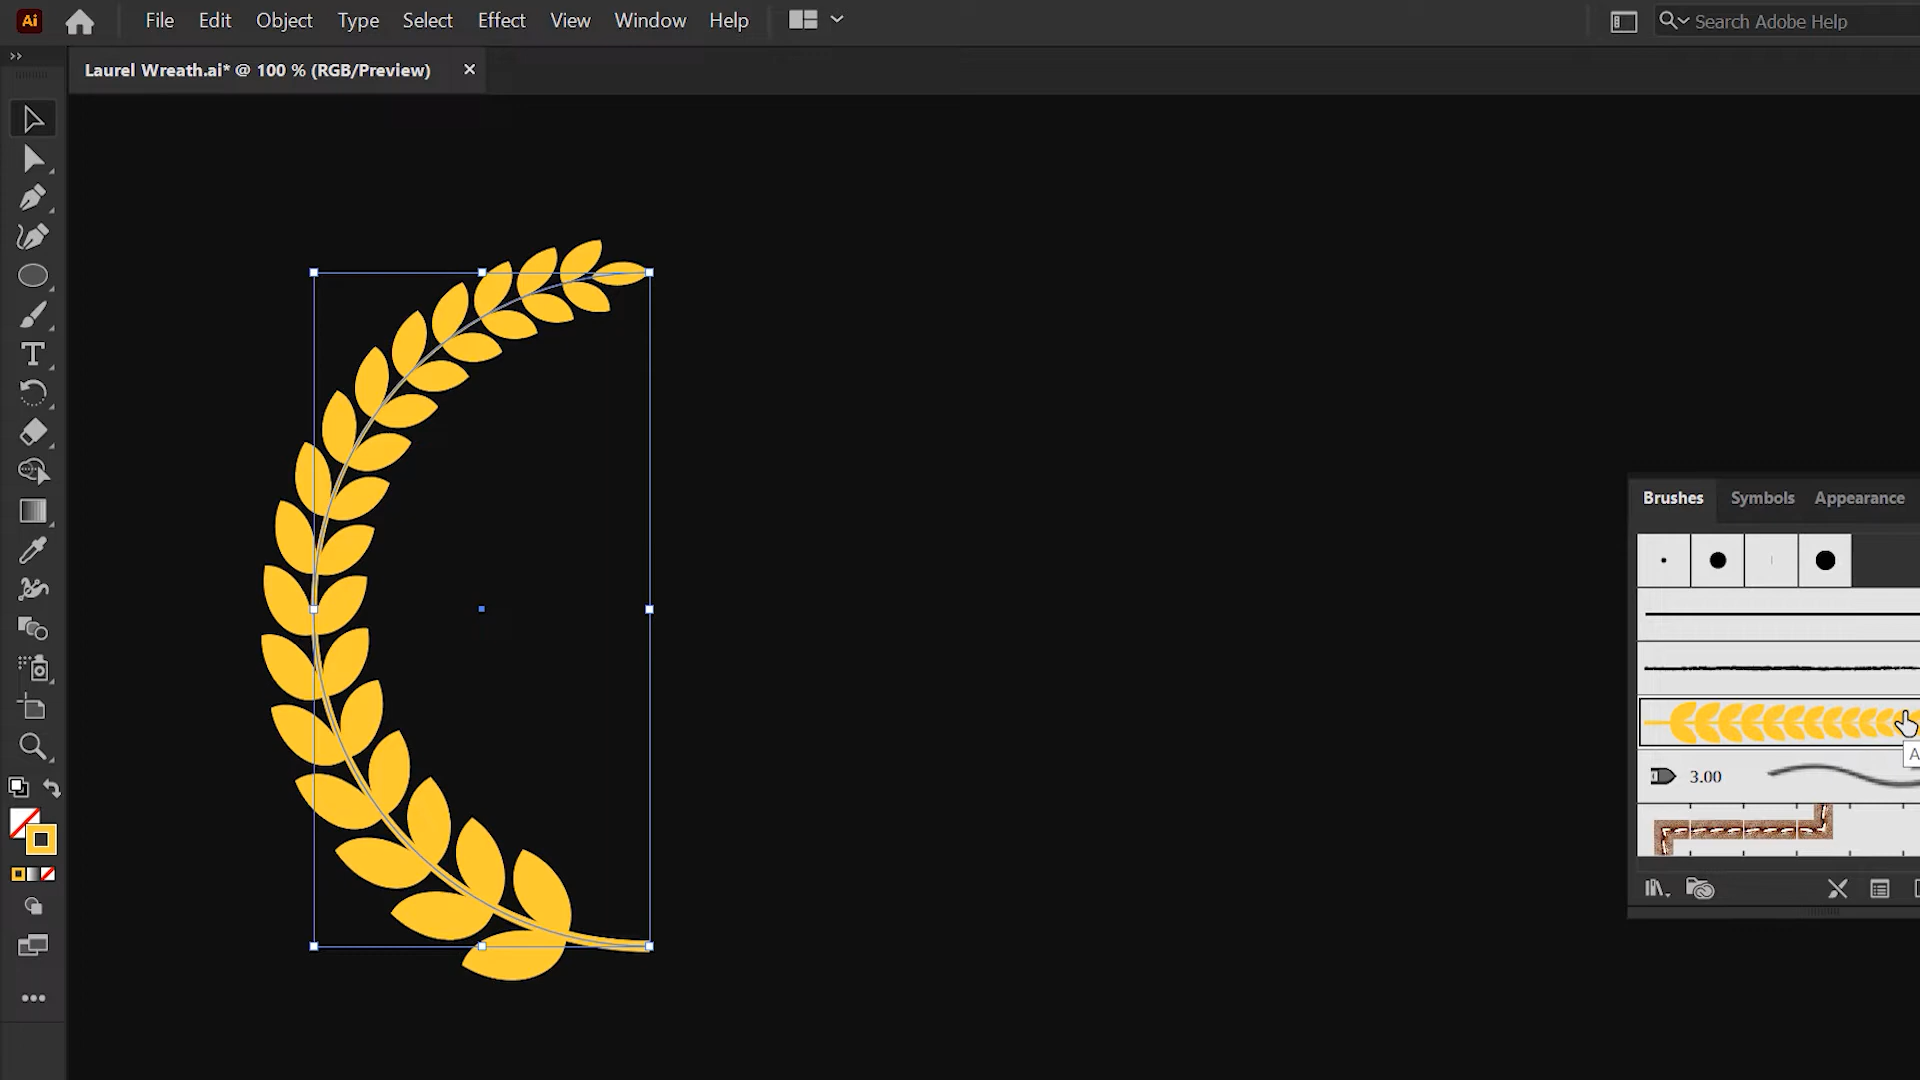 Ai File Edit Object Type Select Effect View Window Help Search Adobe Help
Laurel Wreath.ai* @ 100 % (RGB/Preview) ×
Brushes Symbols Appearance
A
3.00